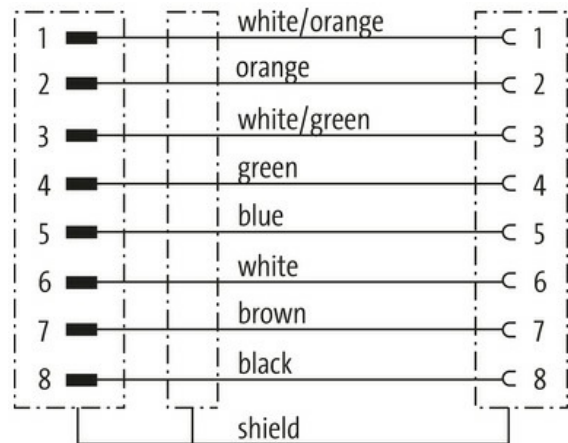 1 white/orange 1
2 orange 2
3 white/green 3
4 green 4
5 blue 5
6 white 6
7 brown 7
8 black 8
shield